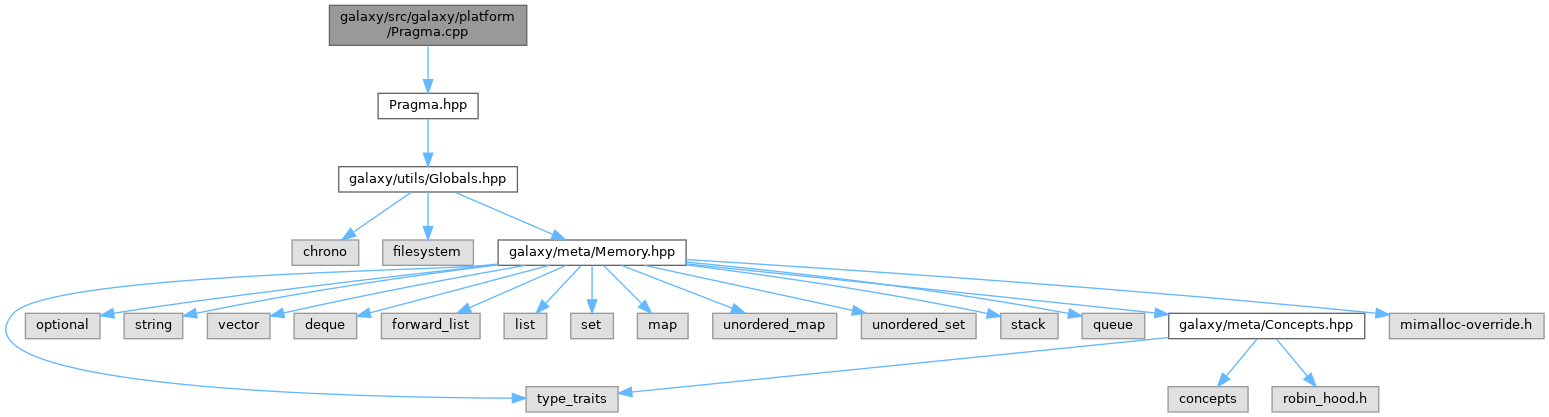 galaxy/src/galaxy/platform
/Pragma.cpp
Pragma.hpp
galaxy/utils/Globals.hpp
chrono
filesystem
galaxy/meta/Memory.hpp
optional
string
vector
deque
forward_list
list
set
map
unordered_map
unordered_set
stack
queue
galaxy/meta/Concepts.hpp
mimalloc-override.h
type_traits
concepts
robin_hood.h